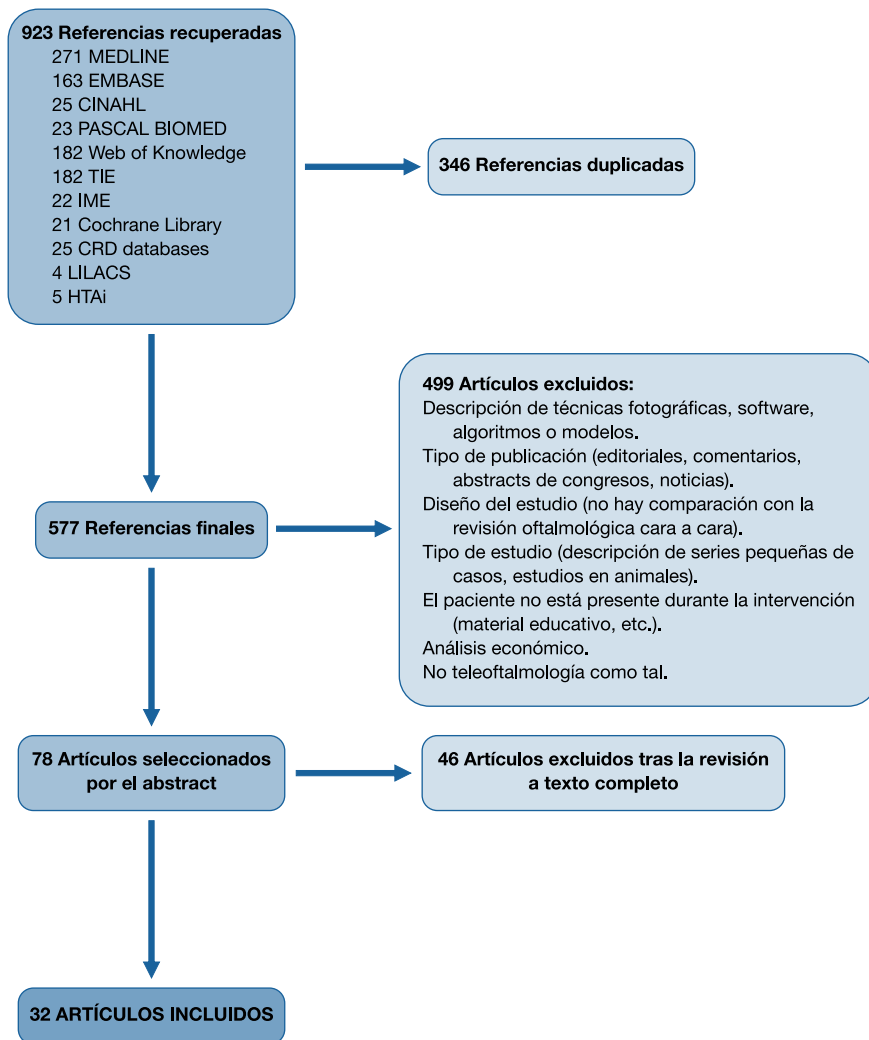 923 Referencias recuperadas
271 MEDLINE
163 EMBASE
25 CINAHL
23 PASCAL BIOMED
182 Web of Knowledge
182 TIE
22 IME
21 Cochrane Library
25 CRD databases
4 LILACS
5 HTAi
346 Referencias duplicadas
577 Referencias finales
499 Artículos excluidos:
Descripción de técnicas fotográficas, software,
algoritmos o modelos.
Tipo de publicación (editoriales, comentarios,
abstracts de congresos, noticias).
Diseño del estudio (no hay comparación con la
revisión oftalmológica cara a cara).
Tipo de estudio (descripción de series pequeñas de
casos, estudios en animales).
El paciente no está presente durante la intervención
(material educativo, etc.).
Análisis económico.
No teleoftalmología como tal.
78 Artículos seleccionados
por el abstract
46 Artículos excluidos tras la revisión
a texto completo
32 ARTÍCULOS INCLUIDOS